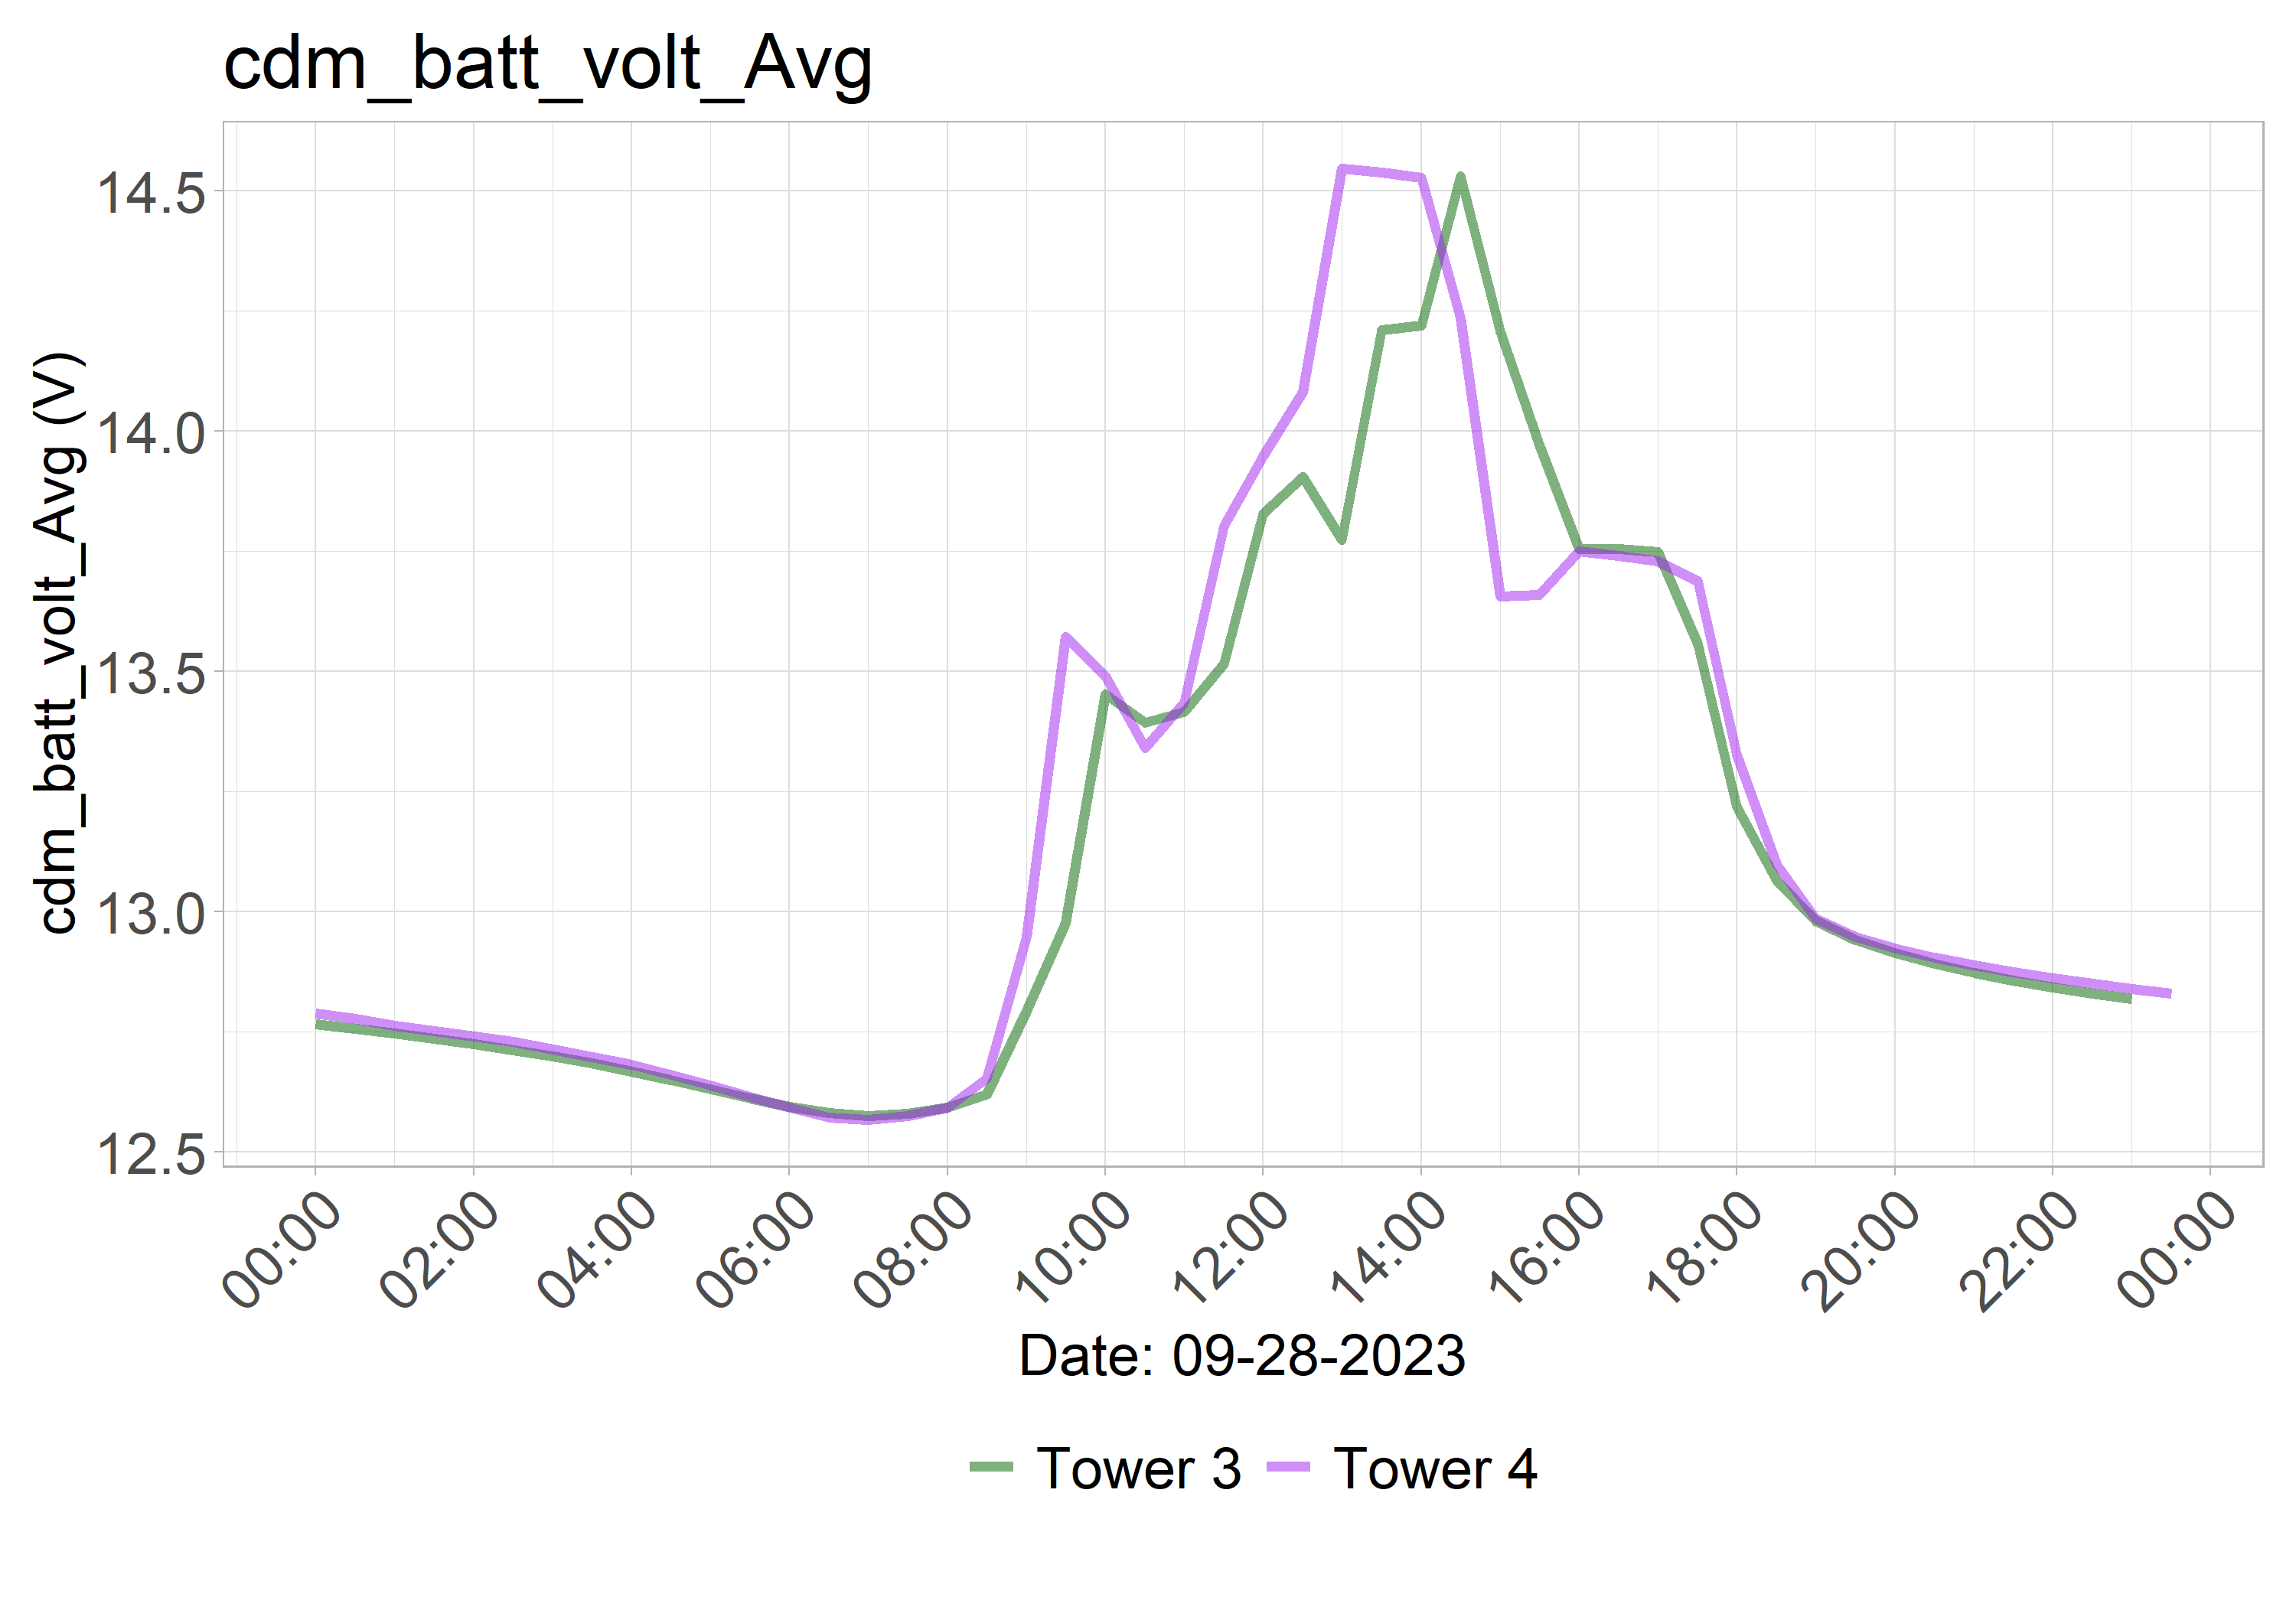 cdm_batt_volt_Avg
cdm_batt_volt_Avg (V)
14.5
14.0
13.5
13.0
12.5
00:00 02:00 04:00 06:00 08:00 10:00 12:00 14:00 16:00 18:00 20:00 22:00 00:00
Date: 09-28-2023
Tower 3 Tower 4